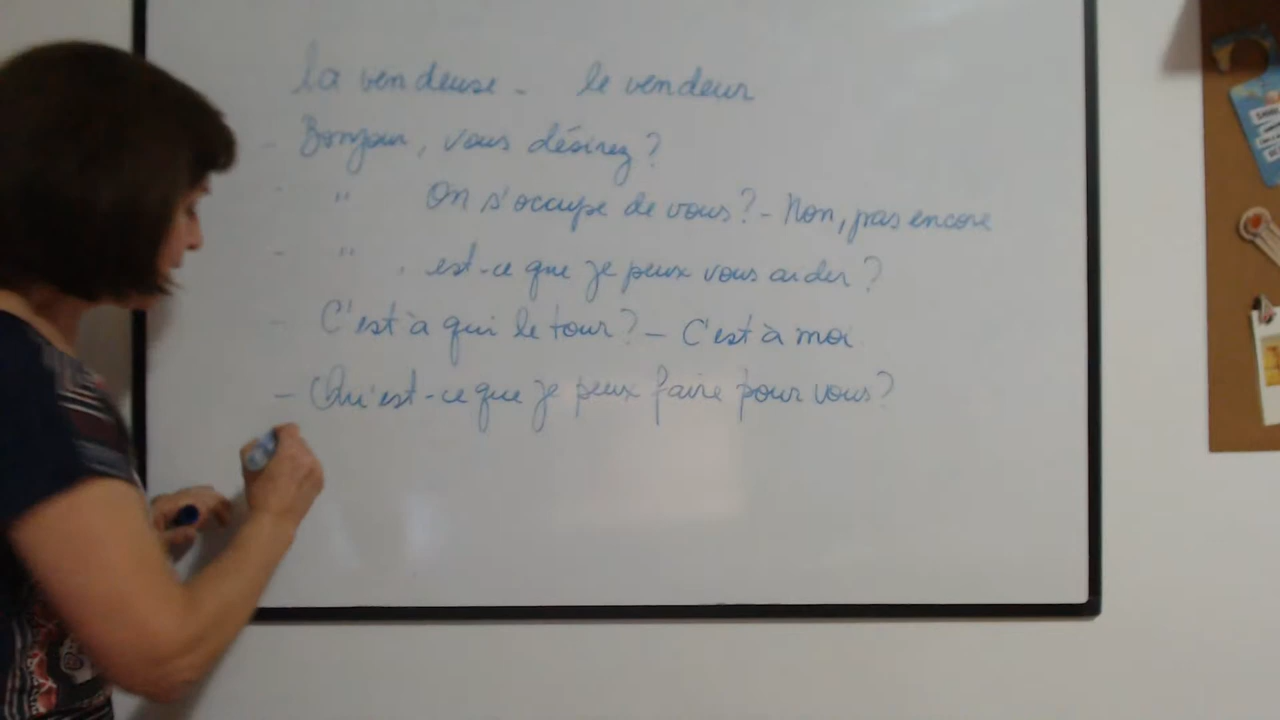 la vendeuse - le vendeur
- Bonjour, vous désirez ?
- " On s'occupe de vous ? - Non, pas encore
- " , est-ce que je peux vous aider ?
- C'est à qui le tour ? - C'est à moi
- Qu'est-ce que je peux faire pour vous ?